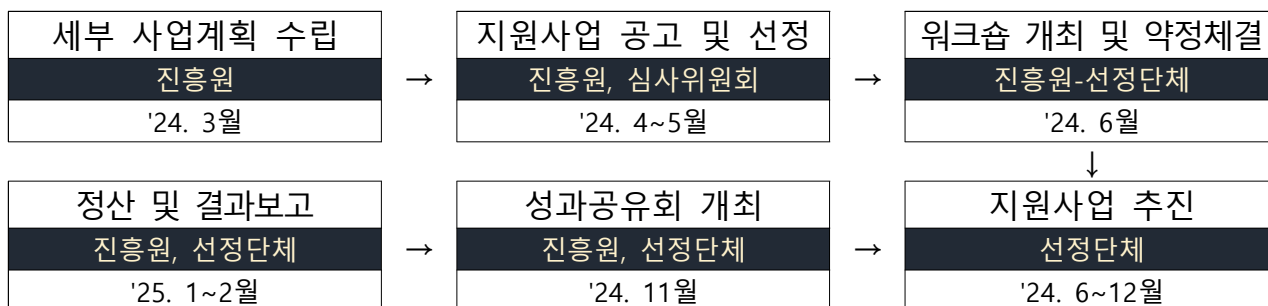 세부 사업계획 수립
진흥원
'24. 3월
→
지원사업 공고 및 선정
진흥원, 심사위원회
'24. 4~5월
→
워크숍 개최 및 약정체결
진흥원-선정단체
'24. 6월
↓
정산 및 결과보고
진흥원, 선정단체
'25. 1~2월
→
성과공유회 개최
진흥원, 선정단체
'24. 11월
→
지원사업 추진
선정단체
'24. 6~12월